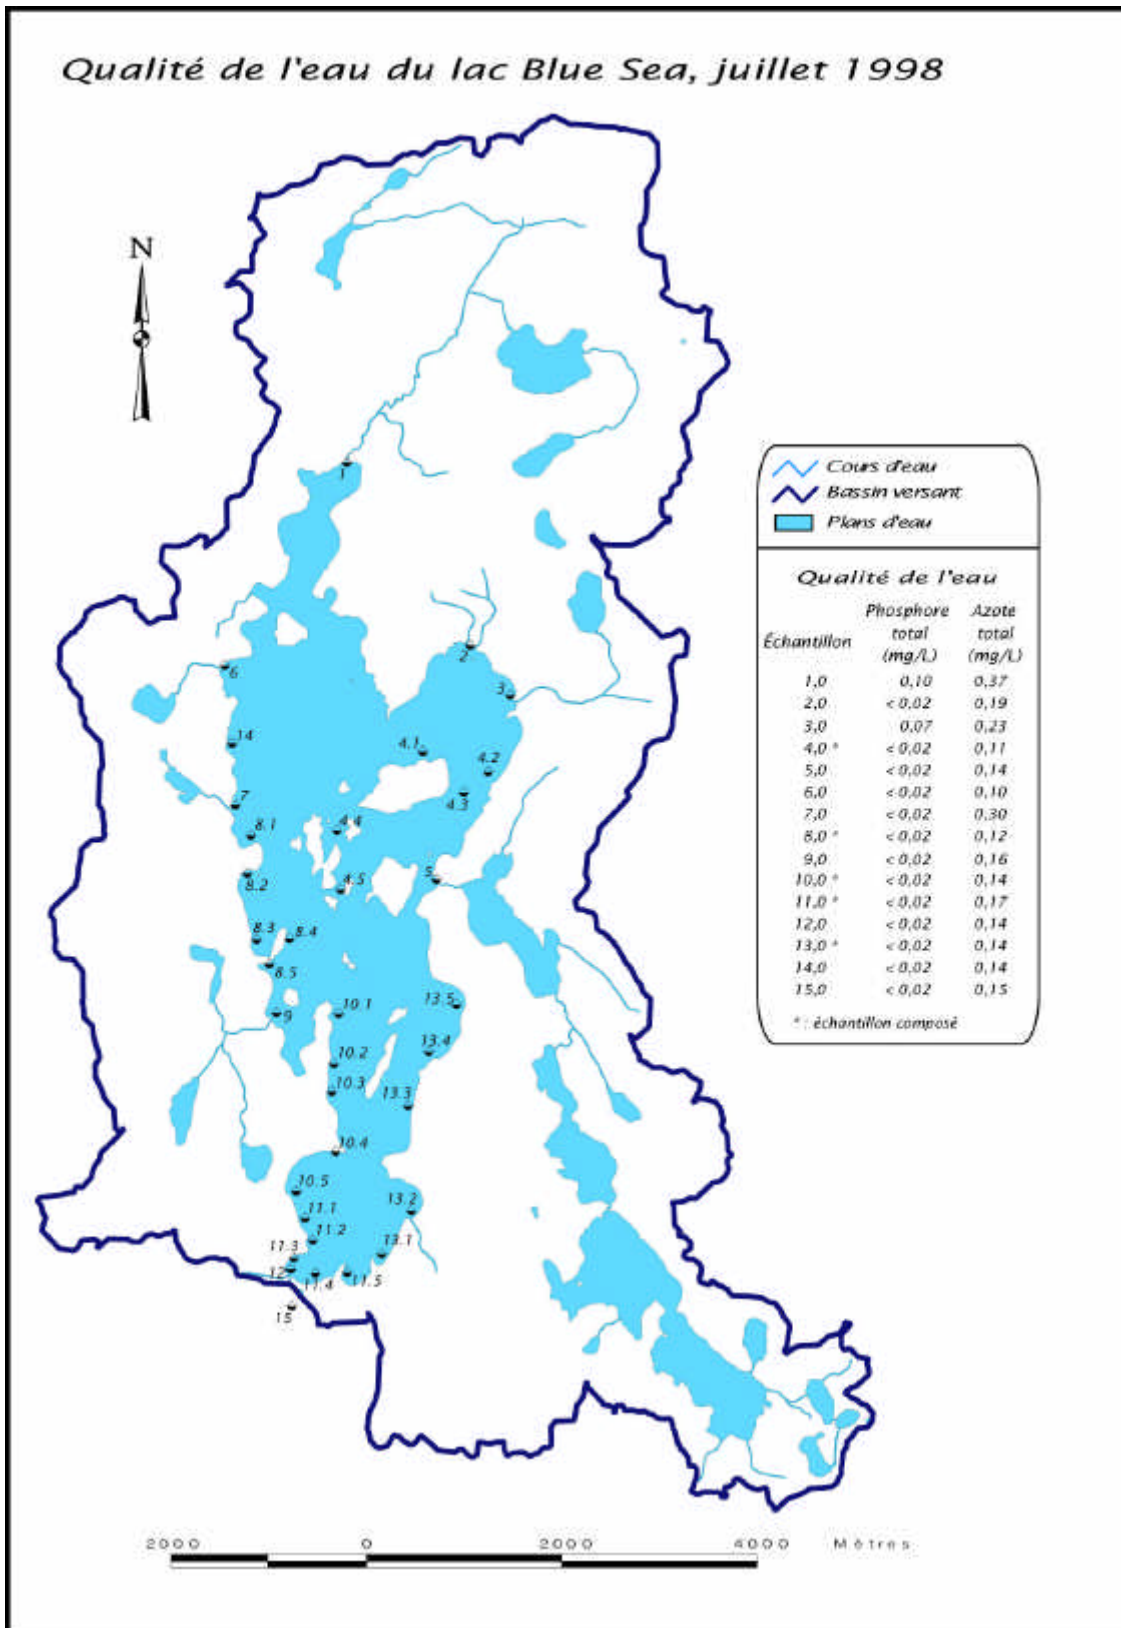 Qualité de l'eau du lac Blue Sea, juillet 1998
N
1
2
3
6
14
4.1
4.2
4.3
7
8.1
4.4
8.2
4.5
5
8.3
8.4
8.5
9
10.1
13.5
10.2
13.4
10.3
13.3
10.4
10.5
13.2
11.1
11.2
13.1
11.3
12
11.4
11.5
15
Cours d'eau
Bassin versant
Plans d'eau
Qualité de l'eau
Phosphore Azote
Échantillon total total
(mg/L) (mg/L)
1,0 0,10 0,37
2,0 < 0,02 0,19
3,0 0,07 0,23
4,0 * < 0,02 0,11
5,0 < 0,02 0,14
6,0 < 0,02 0,10
7,0 < 0,02 0,30
8,0 * < 0,02 0,12
9,0 < 0,02 0,16
10,0 * < 0,02 0,14
11,0 * < 0,02 0,17
12,0 < 0,02 0,14
13,0 * < 0,02 0,14
14,0 < 0,02 0,14
15,0 < 0,02 0,15
* : échantillon composé
2000 0 2000 4000 Mètres